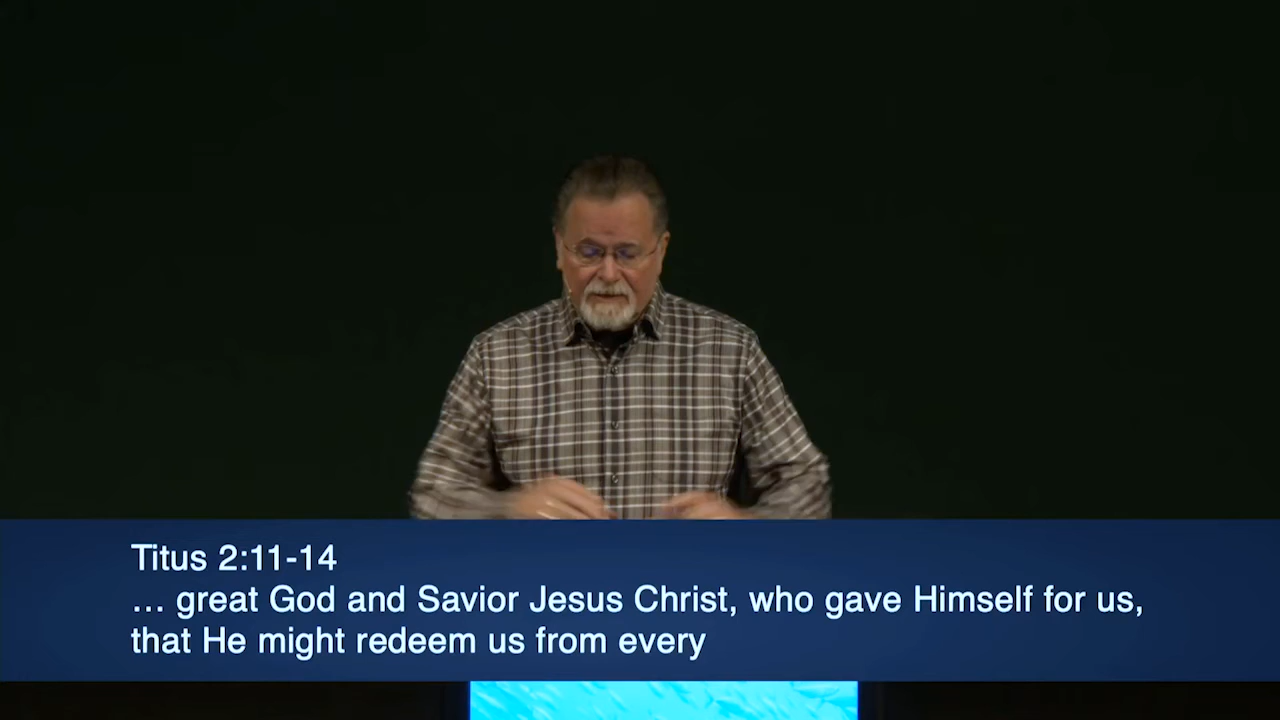 Titus 2:11-14
… great God and Savior Jesus Christ, who gave Himself for us,
that He might redeem us from every